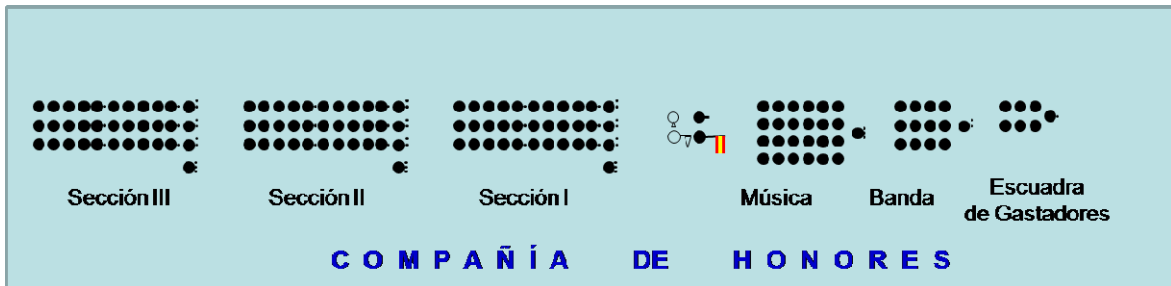 Sección III
Sección II
Sección I
Música
Banda
Escuadra
de Gastadores
COMPAÑÍA DE HONORES